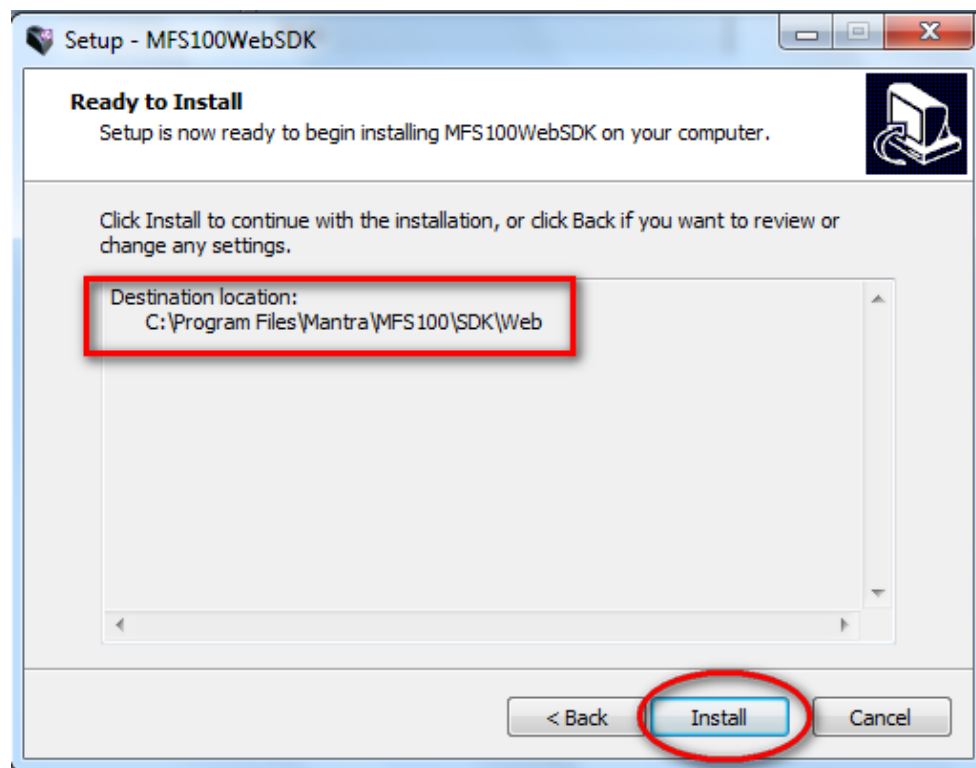 Setup - MFS100WebSDK
Ready to Install
Setup is now ready to begin installing MFS100WebSDK on your computer.
Click Install to continue with the installation, or click Back if you want to review or
change any settings.
Destination location:
C:\Program Files\Mantra\MFS100\SDK\Web
< Back
Install
Cancel